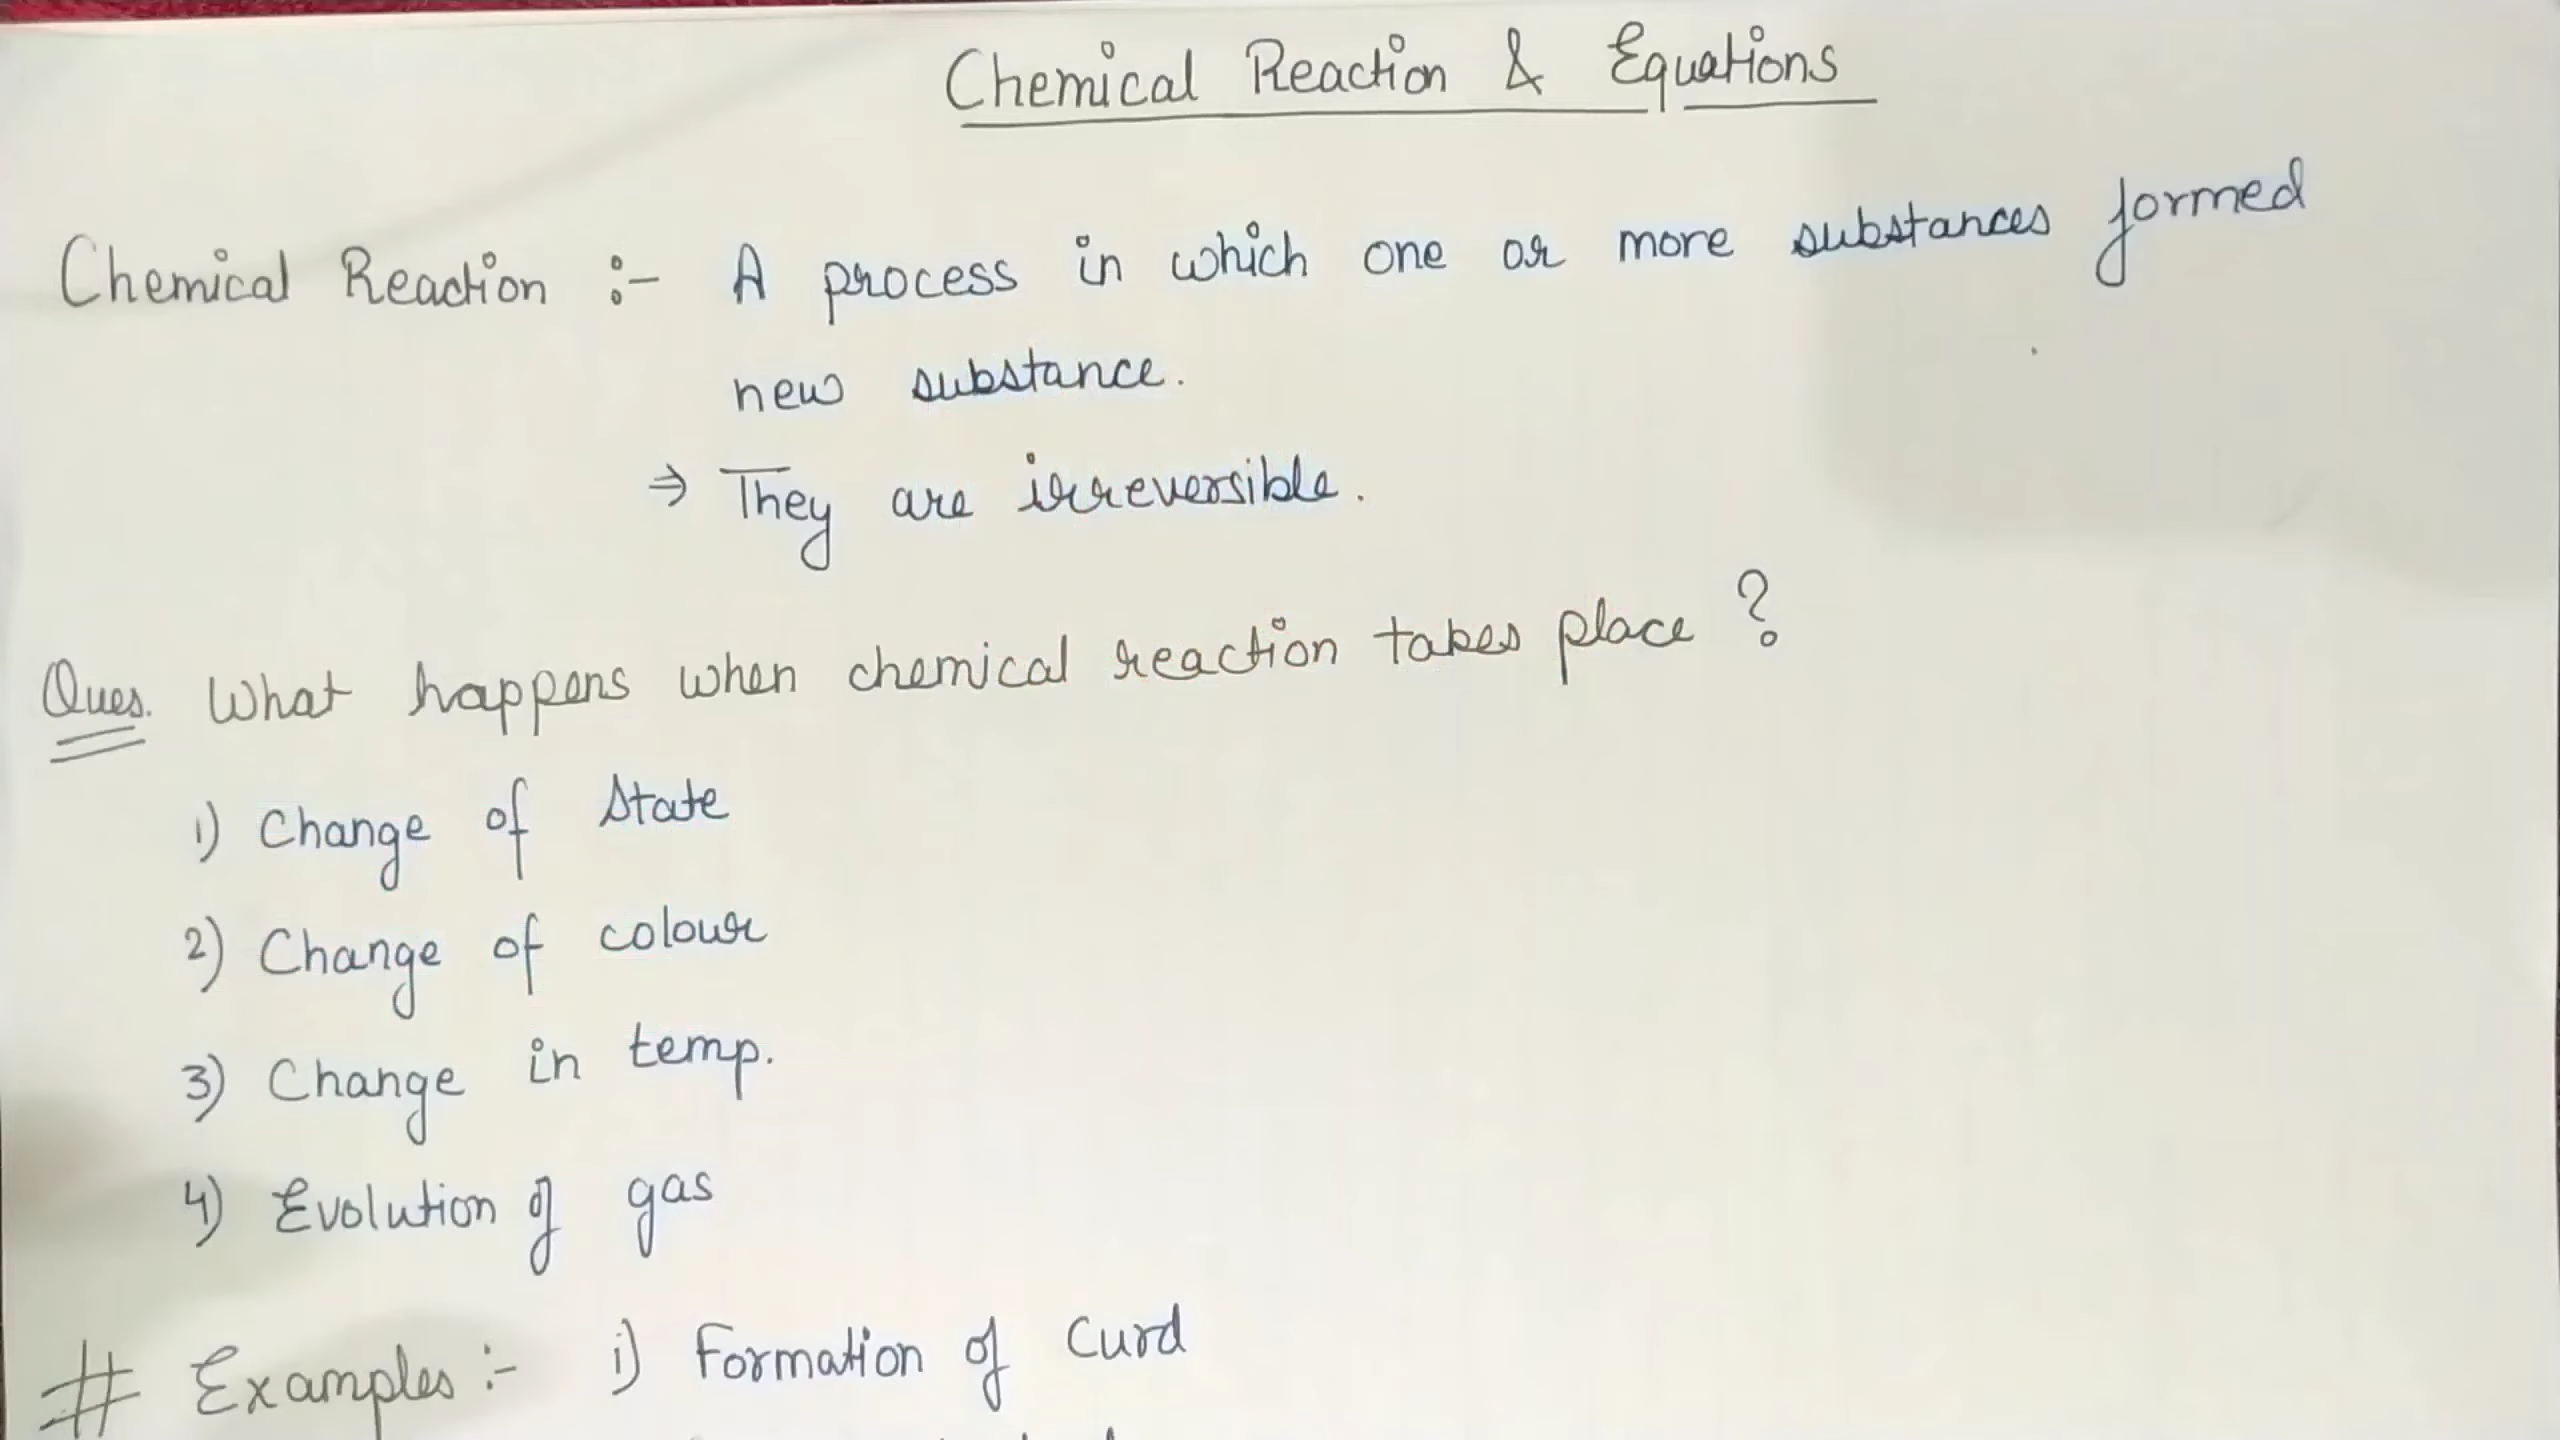 Chemical Reaction & Equations
Chemical Reaction :- A process in which one or more substances formed
new substance.
⇒ They are irreversible.
Ques. What happens when chemical reaction takes place ?
1) Change of State
2) Change of colour
3) Change in temp.
4) Evolution of gas
# Examples :- i) Formation of Curd